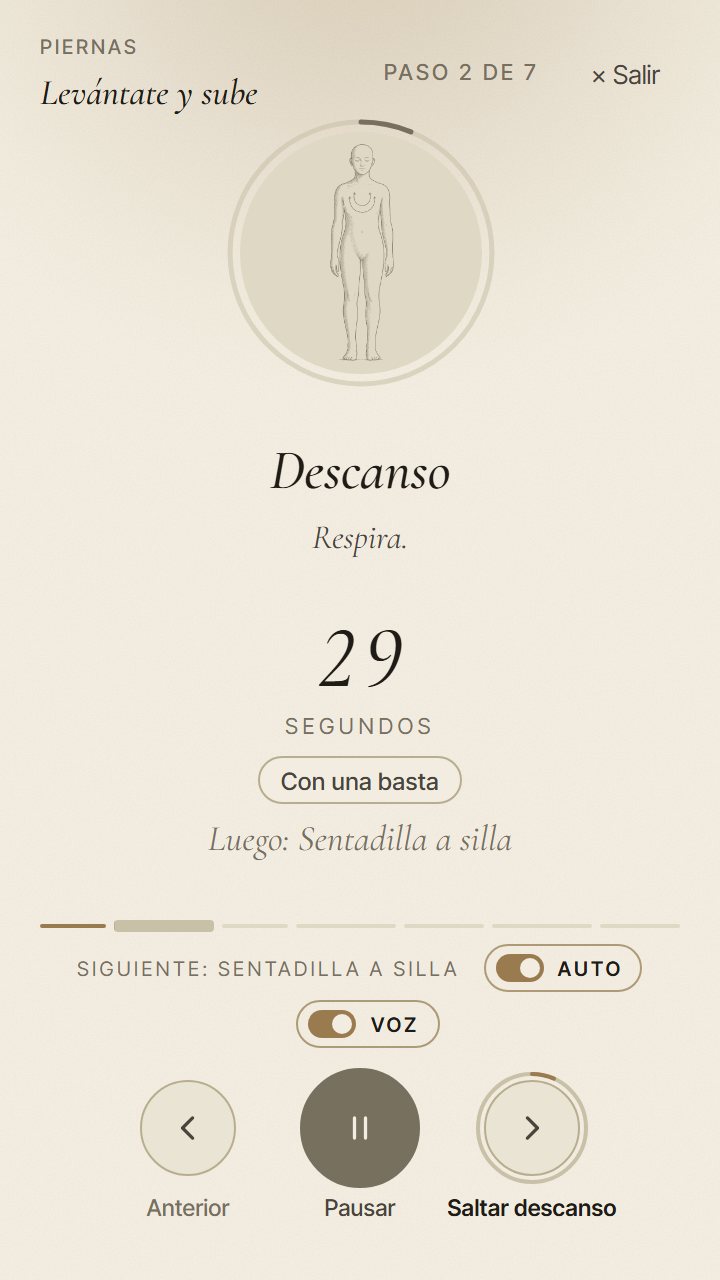 PIERNAS
Levántate y sube
PASO 2 DE 7
× Salir
Descanso
Respira.
29
SEGUNDOS
Con una basta
Luego: Sentadilla a silla
SIGUIENTE: SENTADILLA A SILLA
AUTO
VOZ
Anterior
Pausar
Saltar descanso